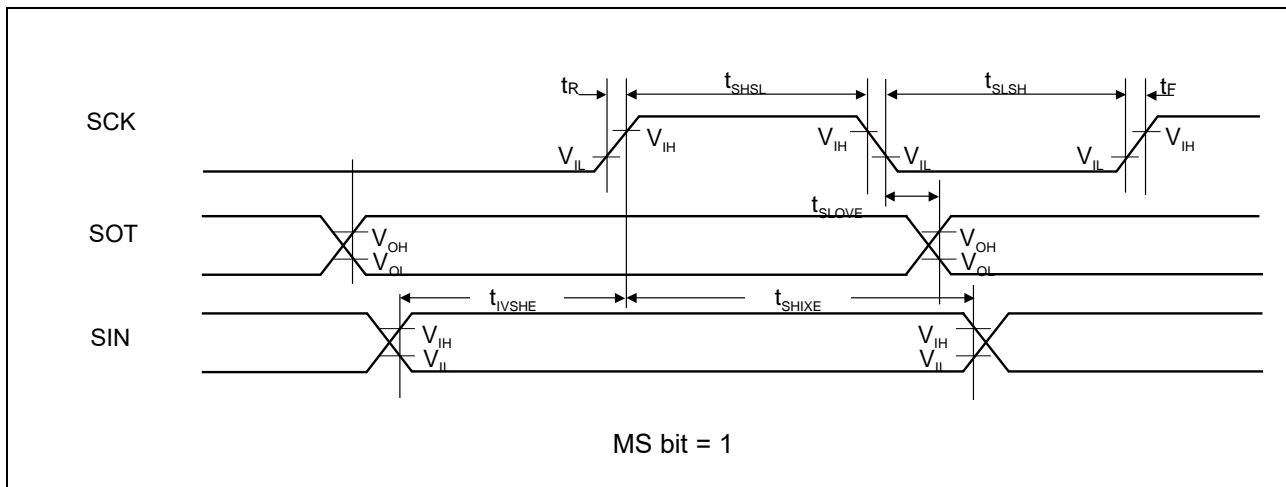 tR tSHSL tSLSH tF
SCK VIH VIH VIH
VIL VIL VIL
tSLOVE
SOT VOH VOH
VOL VOL
tIVSHE tSHIXE
SIN VIH VIH
VIL VIL
MS bit = 1